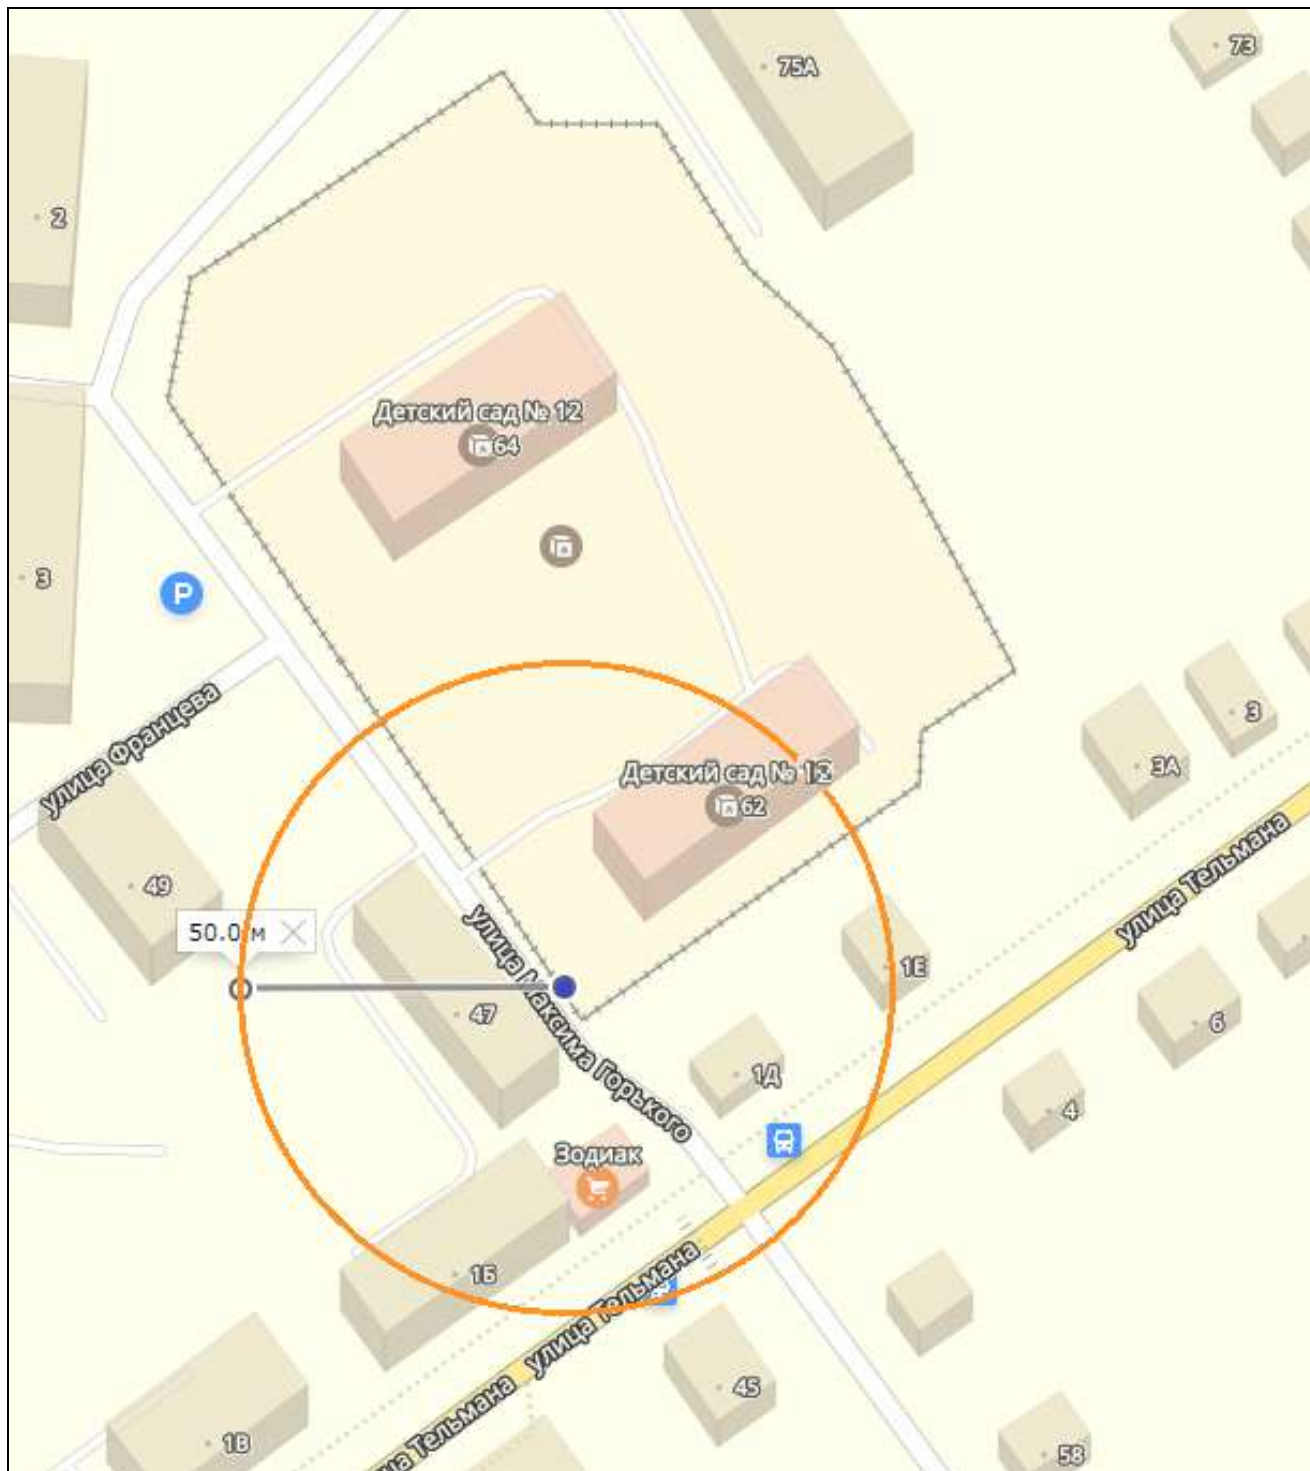 73
75А
2
Детский сад № 12
64
3
P
улица Францева
3
3А
Детский сад №
62
улица Тельмана
49
50.0 м
1Е
улица Максима Горького
47
6
1Д
4
Зодиак
1Б
улица Тельмана
45
на Тельмана
1В
58